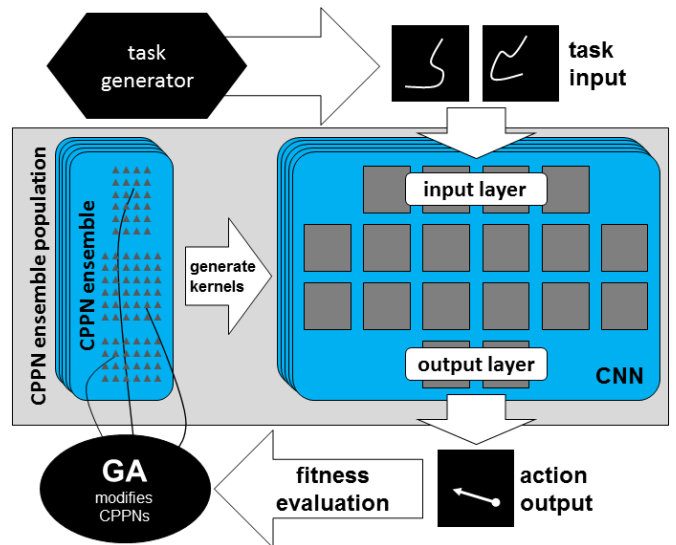 task
generator
task
input
CPPN ensemble population
CPPN ensemble
input layer
generate
kernels
output layer
CNN
GA
modifies
CPPNs
fitness
evaluation
action
output